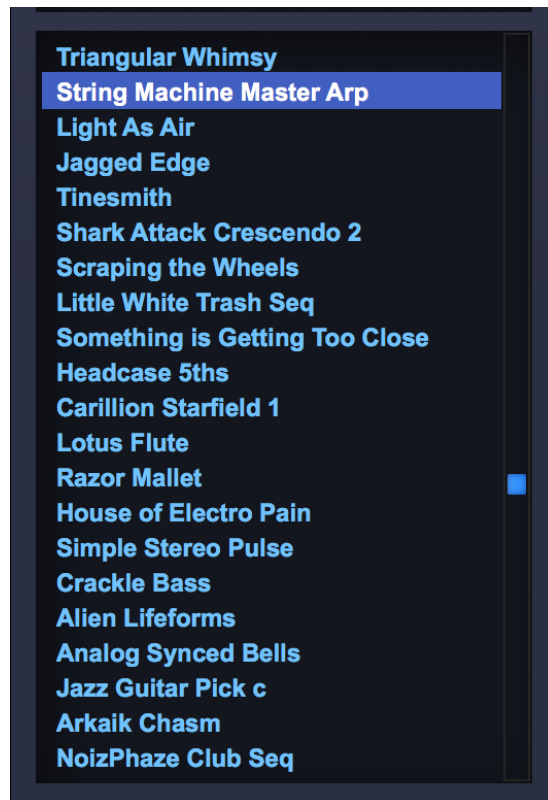 Triangular Whimsy
String Machine Master Arp
Light As Air
Jagged Edge
Tinesmith
Shark Attack Crescendo 2
Scraping the Wheels
Little White Trash Seq
Something is Getting Too Close
Headcase 5ths
Carillion Starfield 1
Lotus Flute
Razor Mallet
House of Electro Pain
Simple Stereo Pulse
Crackle Bass
Alien Lifeforms
Analog Synced Bells
Jazz Guitar Pick c
Arkaik Chasm
NoizPhaze Club Seq